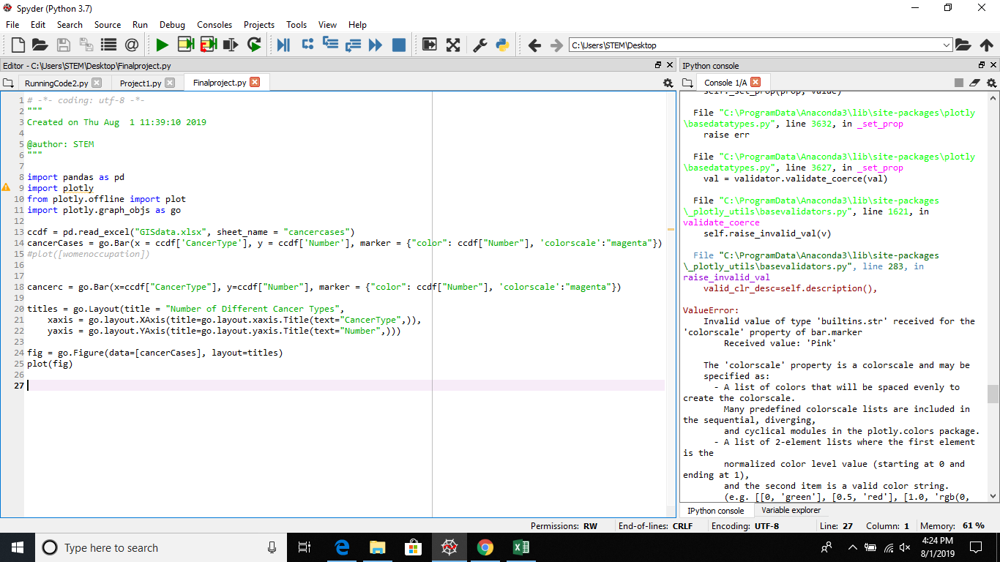 Spyder (Python 3.7)
File Edit Search Source Run Debug Consoles Projects Tools View Help
C:\Users\STEM\Desktop
Editor - C:\Users\STEM\Desktop\Finalproject.py
IPython console
RunningCode2.py Project1.py Finalproject.py
Console 1/A
1 # -*- coding: utf-8 -*-
2 """
3 Created on Thu Aug  1 11:39:10 2019
4
5 @author: STEM
6 """
7
8 import pandas as pd
9 import plotly
10 from plotly.offline import plot
11 import plotly.graph_objs as go
12
13 ccdf = pd.read_excel("GISdata.xlsx", sheet_name = "cancercases")
14 cancerCases = go.Bar(x = ccdf['CancerType'], y = ccdf['Number'], marker = {"color": ccdf["Number"], 'colorscale':"magenta"})
15 #plot([womenoccupation])
16
17
18 cancerc = go.Bar(x=ccdf["CancerType"], y=ccdf["Number"], marker = {"color": ccdf["Number"], 'colorscale':"magenta"})
19
20 titles = go.Layout(title = "Number of Different Cancer Types",
21     xaxis = go.layout.XAxis(title=go.layout.xaxis.Title(text="CancerType",)),
22     yaxis = go.layout.YAxis(title=go.layout.yaxis.Title(text="Number",)))
23
24 fig = go.Figure(data=[cancerCases], layout=titles)
25 plot(fig)
26
27
self._set_prop(prop, value)
File "C:\ProgramData\Anaconda3\lib\site-packages\plotly
\basedatatypes.py", line 3632, in _set_prop
raise err
File "C:\ProgramData\Anaconda3\lib\site-packages\plotly
\basedatatypes.py", line 3627, in _set_prop
val = validator.validate_coerce(val)
File "C:\ProgramData\Anaconda3\lib\site-packages
\_plotly_utils\basevalidators.py", line 1621, in
validate_coerce
self.raise_invalid_val(v)
File "C:\ProgramData\Anaconda3\lib\site-packages
\_plotly_utils\basevalidators.py", line 283, in
raise_invalid_val
valid_clr_desc=self.description(),
ValueError:
Invalid value of type 'builtins.str' received for the
'colorscale' property of bar.marker
Received value: 'Pink'
The 'colorscale' property is a colorscale and may be
specified as:
- A list of colors that will be spaced evenly to
create the colorscale.
Many predefined colorscale lists are included in
the sequential, diverging,
and cyclical modules in the plotly.colors package.
- A list of 2-element lists where the first element
is the
normalized color level value (starting at 0 and
ending at 1),
and the second item is a valid color string.
(e.g. [[0, 'green'], [0.5, 'red'], [1.0, 'rgb(0,
IPython console Variable explorer
Permissions: RW End-of-lines: CRLF Encoding: UTF-8 Line: 27 Column: 1 Memory: 61 %
Type here to search
4:24 PM
8/1/2019